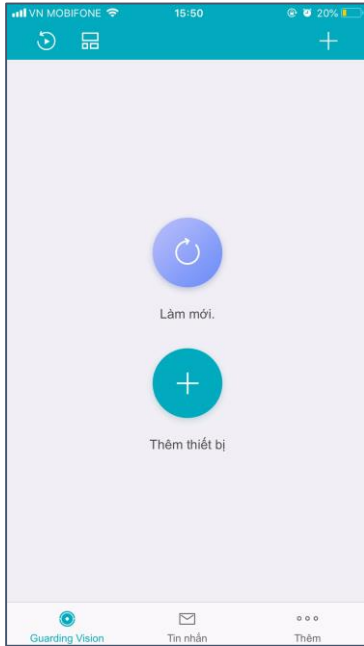 VN MOBIFONE 15:50 20%
Làm mới.
Thêm thiết bị
Guarding Vision Tin nhắn Thêm